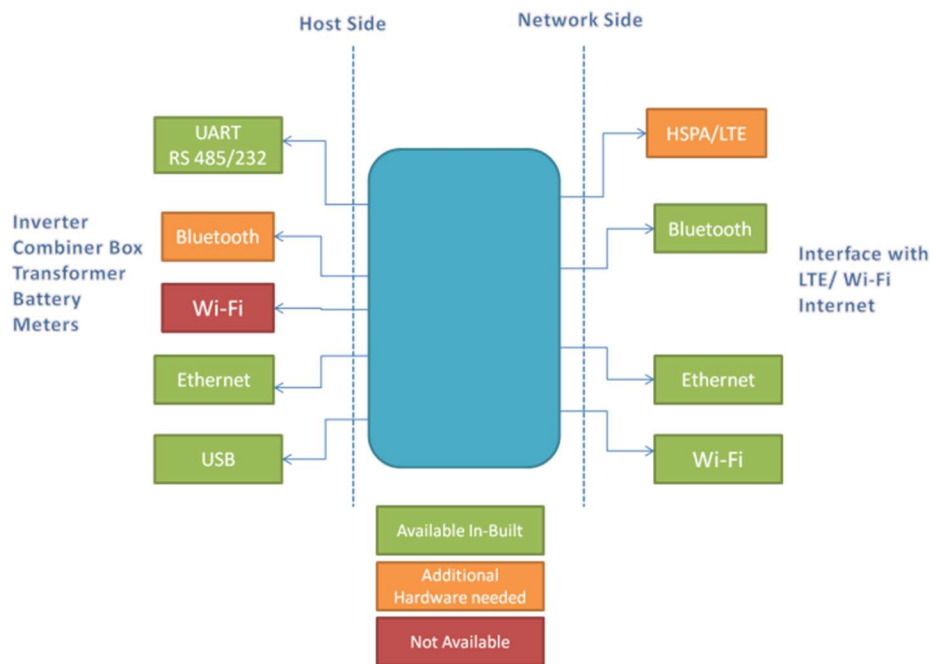 Host Side
Network Side
UART
RS 485/232
HSPA/LTE
Inverter
Combiner Box
Transformer
Battery
Meters
Bluetooth
Bluetooth
Interface with
LTE/ Wi-Fi
Internet
Wi-Fi
Ethernet
Ethernet
USB
Wi-Fi
Available In-Built
Additional
Hardware needed
Not Available